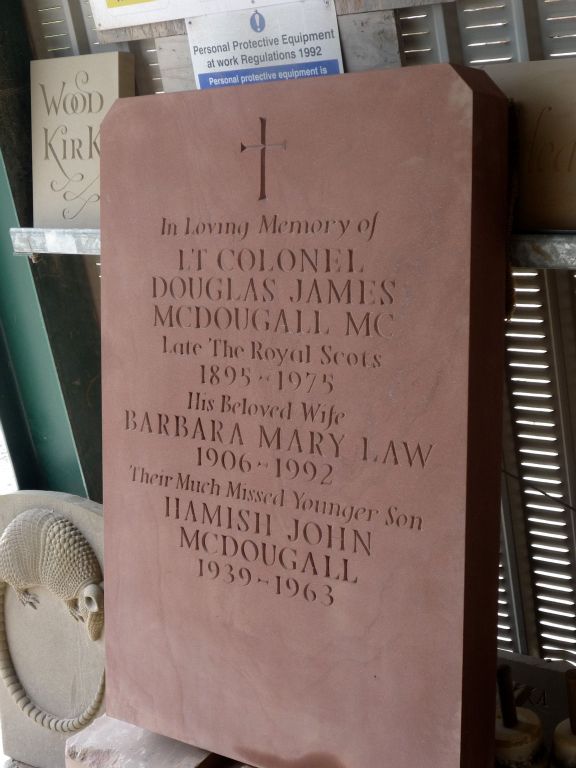 Personal Protective Equipment
at work Regulations 1992
Personal protective equipment is
WOOD
KIRK
In Loving Memory of
LT COLONEL
DOUGLAS JAMES
MCDOUGALL MC
Late The Royal Scots
1895 ~ 1975
His Beloved Wife
BARBARA MARY LAW
1906 ~ 1992
Their Much Missed Younger Son
HAMISH JOHN
MCDOUGALL
1939 ~ 1963